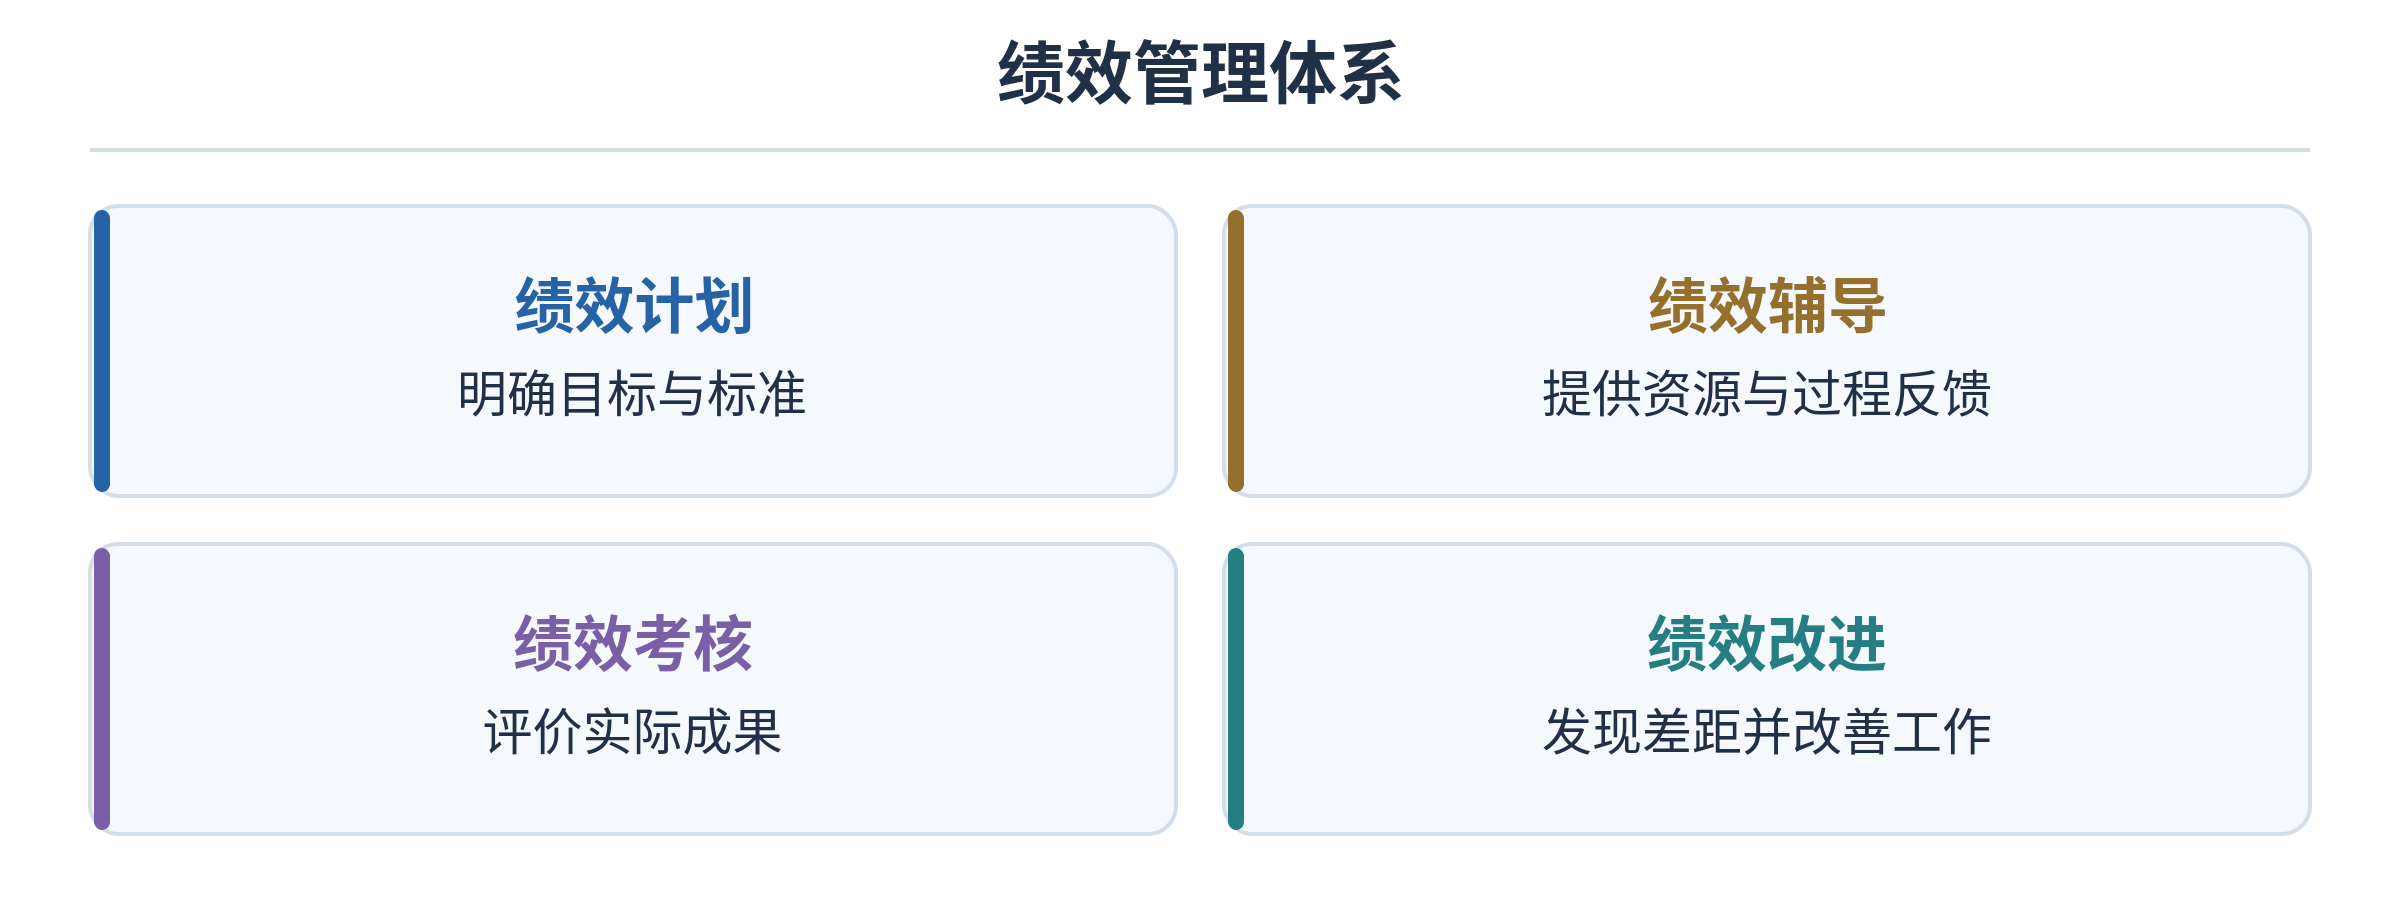 绩效管理体系
绩效计划
明确目标与标准
绩效辅导
提供资源与过程反馈
绩效考核
评价实际成果
绩效改进
发现差距并改善工作